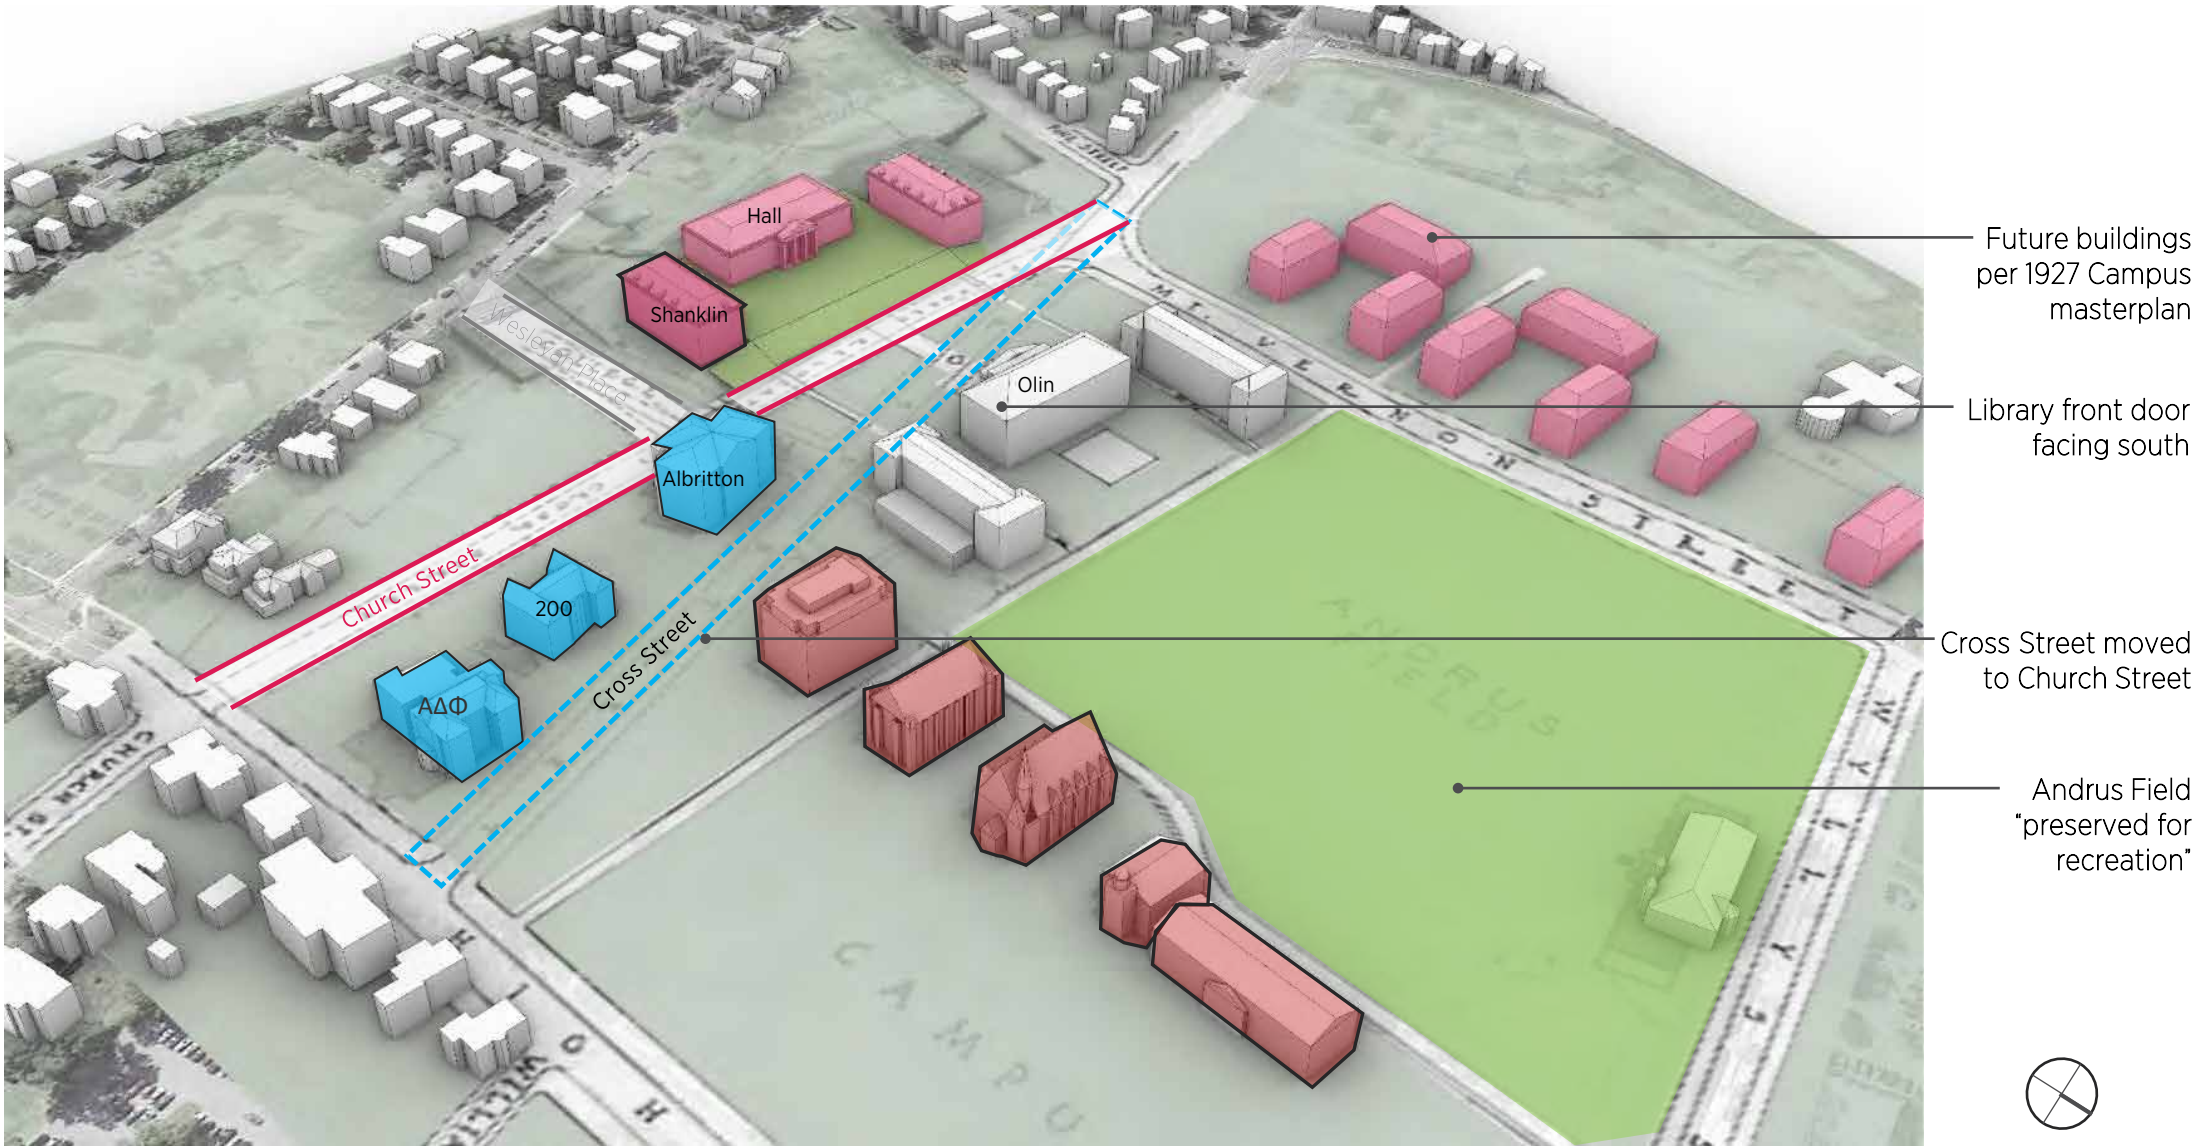 Hall
Shanklin
Wesleyan Place
Olin
Albritton
Church Street
200
ΑΔΦ
Cross Street
Future buildings
per 1927 Campus
masterplan
Library front door
facing south
Cross Street moved
to Church Street
Andrus Field
"preserved for
recreation"
MT. VERNON STREET
ANDRUS
FIELD
CHURCH
CAMPU
HIGH